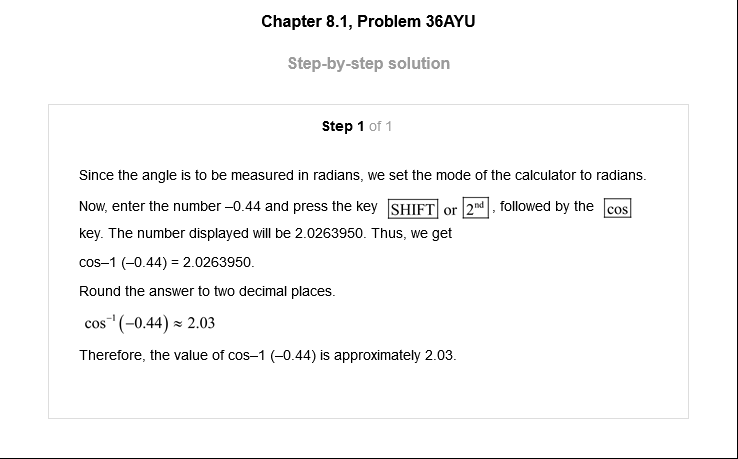 Chapter 8.1, Problem 36AYU
Step-by-step solution
Step 1 of 1
Since the angle is to be measured in radians, we set the mode of the calculator to radians.
Now, enter the number –0.44 and press the key SHIFT or 2ⁿᵈ, followed by the cos
key. The number displayed will be 2.0263950. Thus, we get
cos–1 (–0.44) = 2.0263950.
Round the answer to two decimal places.
cos⁻¹(−0.44) ≈ 2.03
Therefore, the value of cos–1 (–0.44) is approximately 2.03.